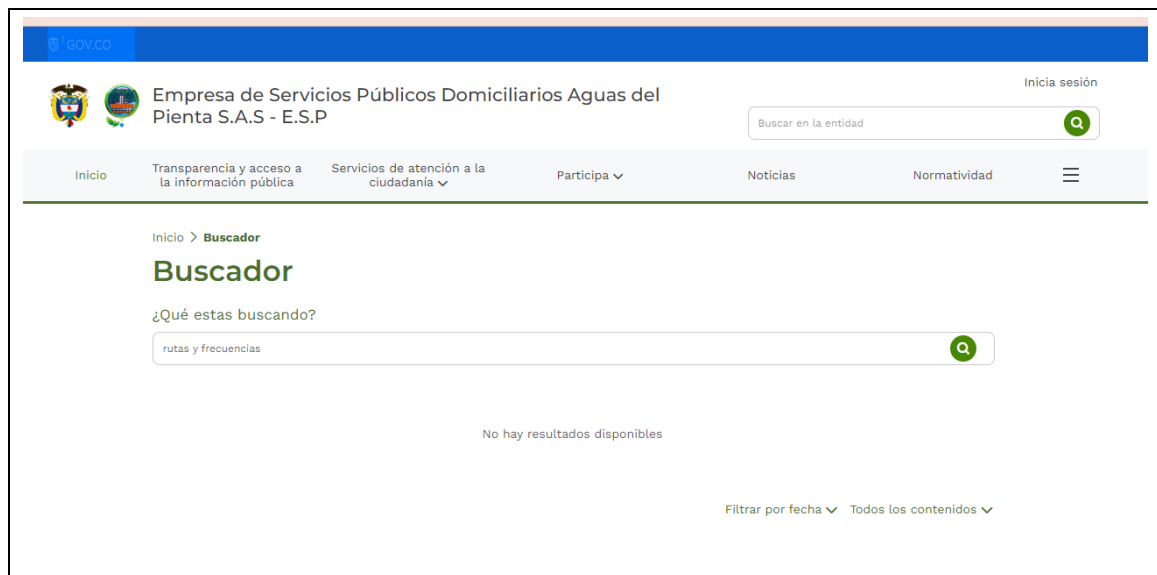 GOV.CO
Inicia sesión
Empresa de Servicios Públicos Domiciliarios Aguas del
Pienta S.A.S - E.S.P
Buscar en la entidad
Inicio
Transparencia y acceso a
la información pública
Servicios de atención a la
ciudadanía
Participa
Noticias
Normatividad
Inicio > Buscador
Buscador
¿Qué estas buscando?
rutas y frecuencias
No hay resultados disponibles
Filtrar por fecha Todos los contenidos